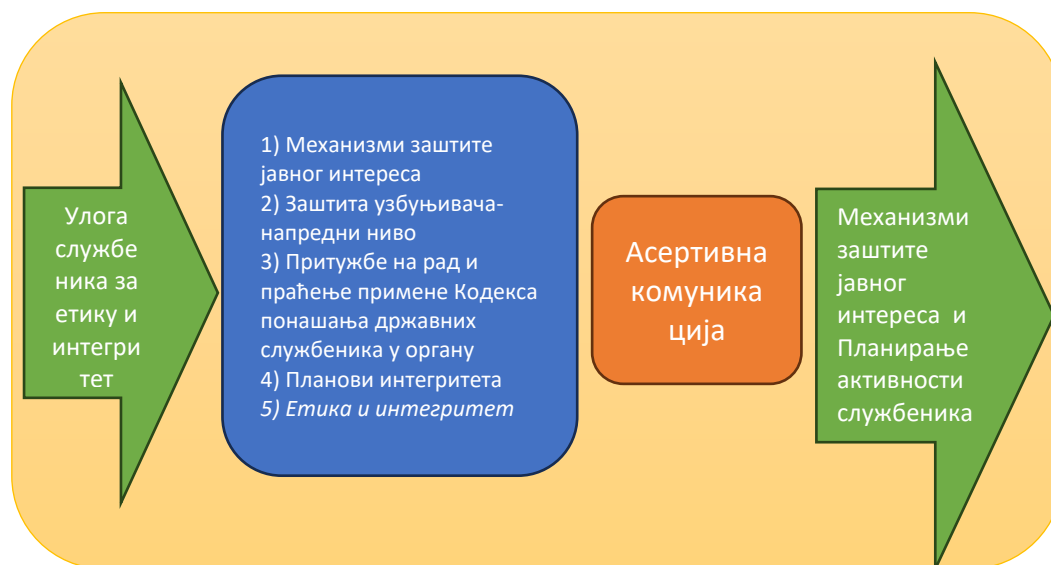 Улога
службе
ника за
етику и
интегри
тет
1) Механизми заштите
јавног интереса
2) Заштита узбуњивача-
напредни ниво
3) Притужбе на рад и
праћење примене Кодекса
понашања државних
службеника у органу
4) Планови интегритета
5) Етика и интегритет
Асертивна
комуника
ција
Механизми
заштите
јавног
интереса и
Планирање
активности
службеника